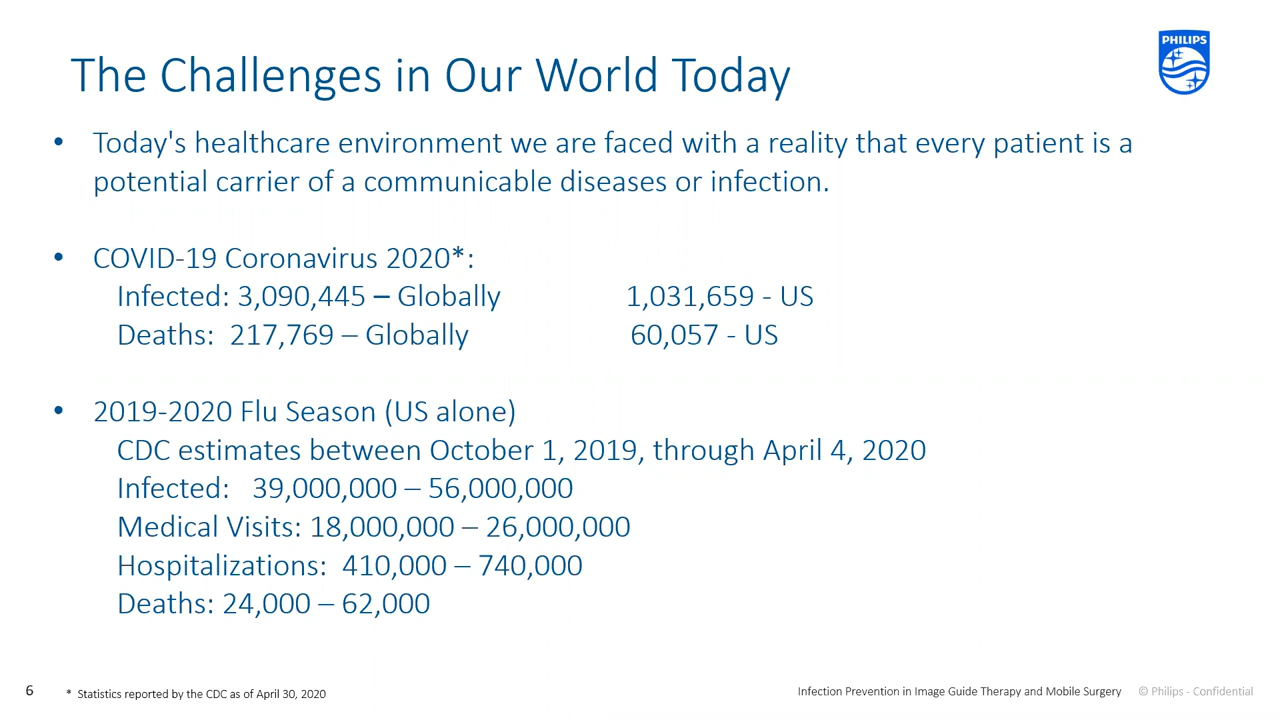 PHILIPS
The Challenges in Our World Today
• Today's healthcare environment we are faced with a reality that every patient is a
potential carrier of a communicable diseases or infection.
• COVID-19 Coronavirus 2020*:
Infected: 3,090,445 – Globally 1,031,659 - US
Deaths: 217,769 – Globally 60,057 - US
• 2019-2020 Flu Season (US alone)
CDC estimates between October 1, 2019, through April 4, 2020
Infected: 39,000,000 – 56,000,000
Medical Visits: 18,000,000 – 26,000,000
Hospitalizations: 410,000 – 740,000
Deaths: 24,000 – 62,000
6 * Statistics reported by the CDC as of April 30, 2020 Infection Prevention in Image Guide Therapy and Mobile Surgery © Philips - Confidential